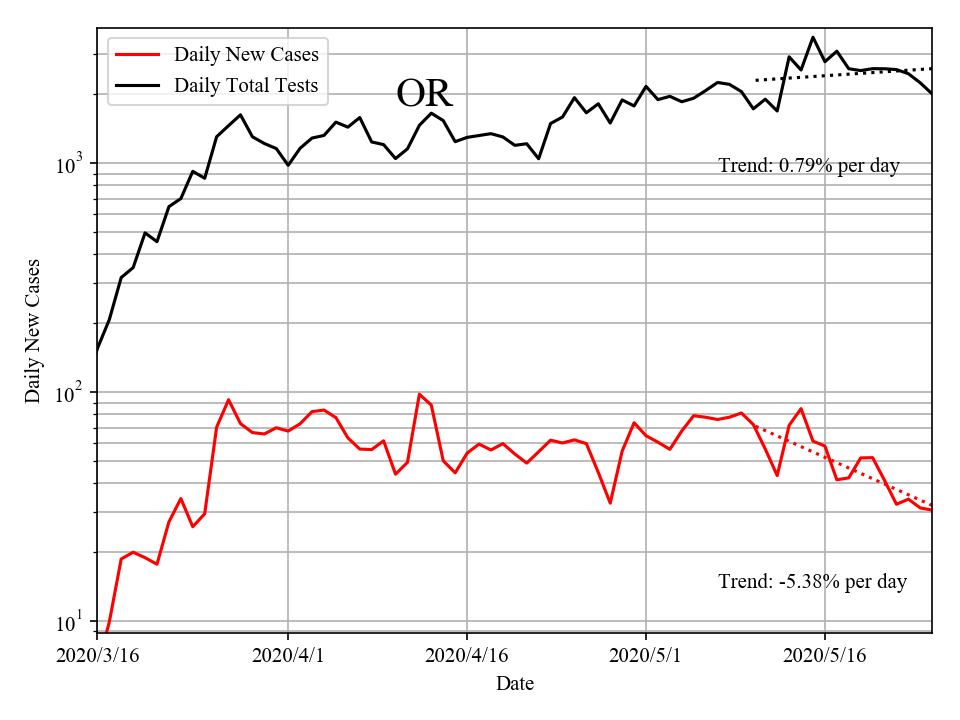 Daily New Cases
Daily Total Tests
OR
Trend: 0.79% per day
Trend: -5.38% per day
10³
10²
10¹
Daily New Cases
2020/3/16 2020/4/1 2020/4/16 2020/5/1 2020/5/16
Date